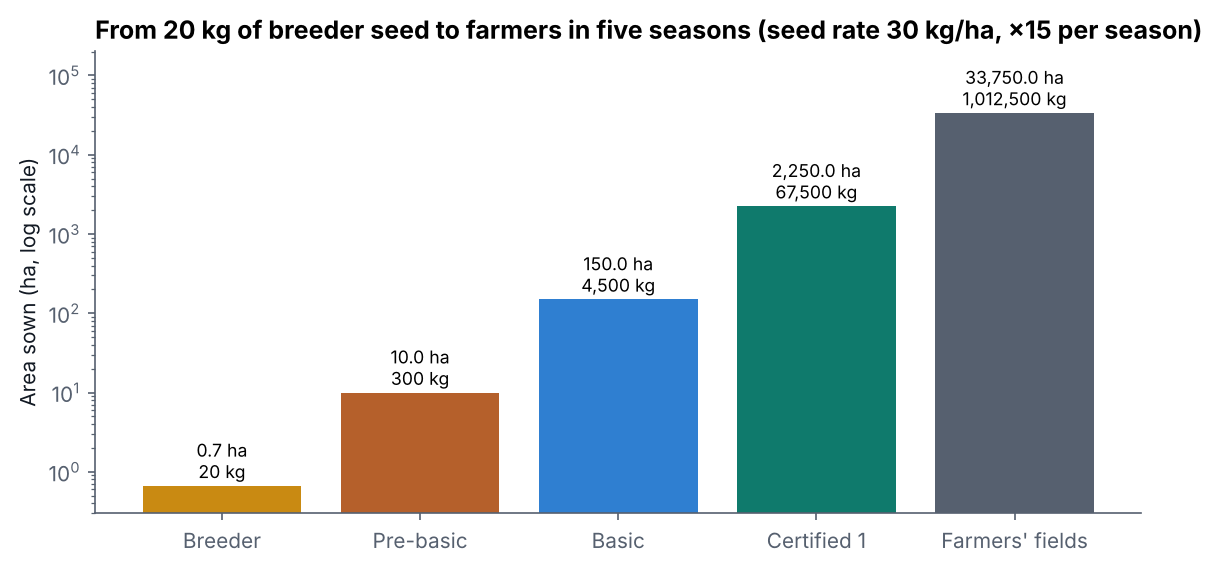 From 20 kg of breeder seed to farmers in five seasons (seed rate 30 kg/ha, ×15 per season)
Area sown (ha, log scale)
10⁵
10⁴
10³
10²
10¹
10⁰
0.7 ha
20 kg
10.0 ha
300 kg
150.0 ha
4,500 kg
2,250.0 ha
67,500 kg
33,750.0 ha
1,012,500 kg
Breeder
Pre-basic
Basic
Certified 1
Farmers' fields